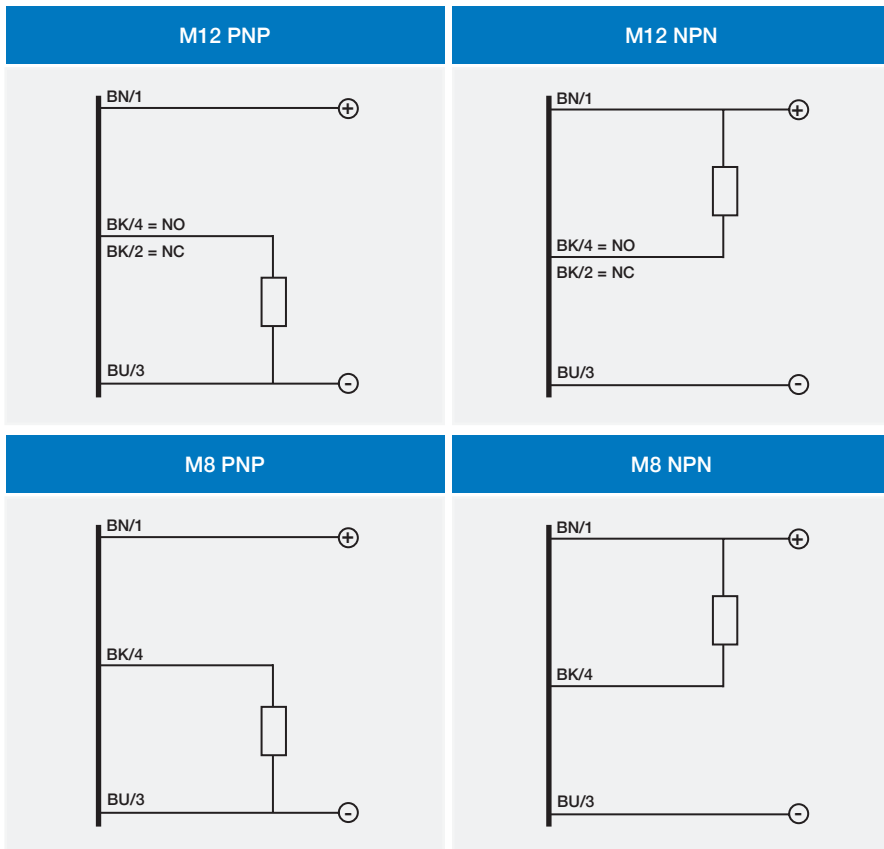 M12 PNP
BN/1
+
BK/4 = NO
BK/2 = NC
BU/3
-
M12 NPN
BN/1
+
BK/4 = NO
BK/2 = NC
BU/3
-
M8 PNP
BN/1
+
BK/4
BU/3
-
M8 NPN
BN/1
+
BK/4
BU/3
-